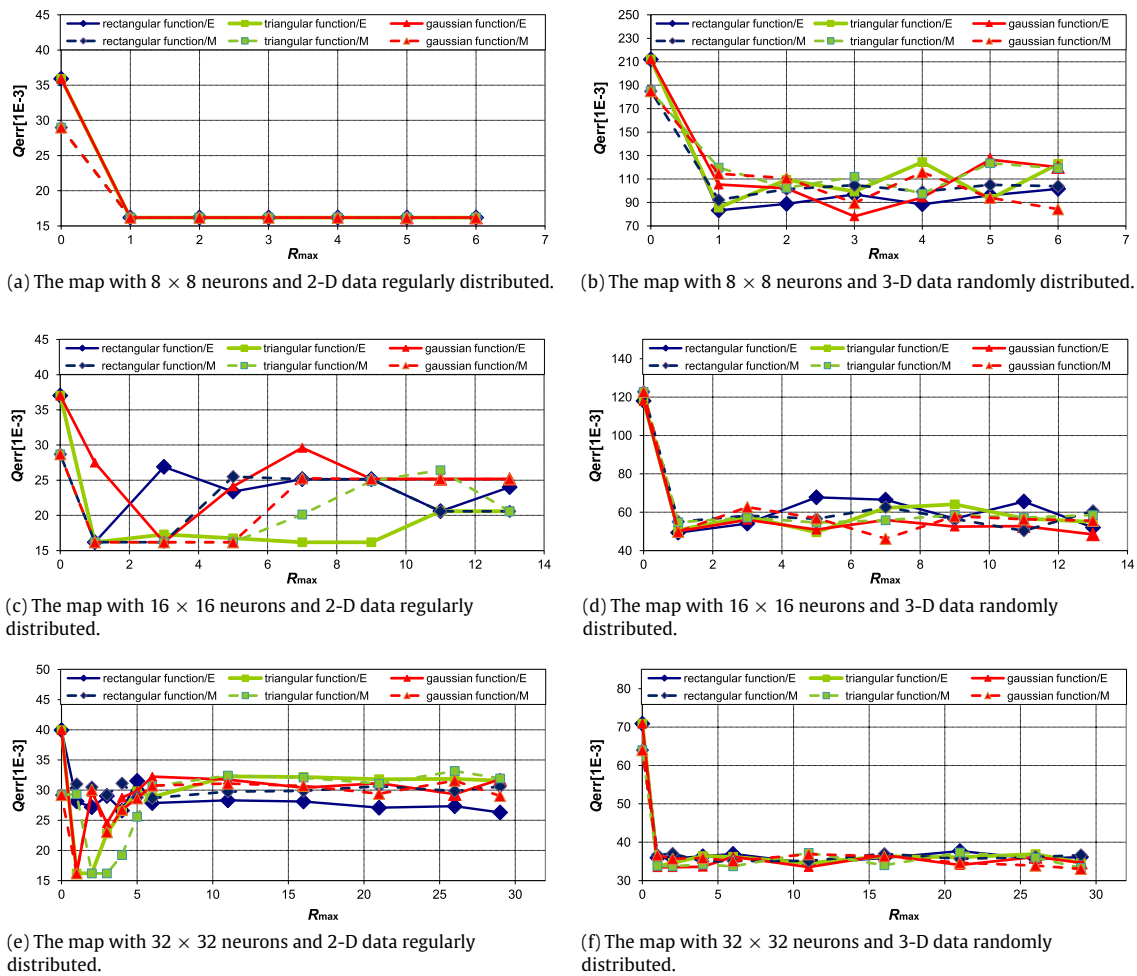 45
40
35
30
25
20
15
Qerr[1E-3]
rectangular function/E triangular function/E gaussian function/E
rectangular function/M triangular function/M gaussian function/M
0 1 2 3 4 5 6 7
Rmax
(a) The map with 8 × 8 neurons and 2-D data regularly distributed.
250
230
210
190
170
150
130
110
90
70
Qerr[1E-3]
rectangular function/E triangular function/E gaussian function/E
rectangular function/M triangular function/M gaussian function/M
0 1 2 3 4 5 6 7
Rmax
(b) The map with 8 × 8 neurons and 3-D data randomly distributed.
45
40
35
30
25
20
15
Qerr[1E-3]
rectangular function/E triangular function/E gaussian function/E
rectangular function/M triangular function/M gaussian function/M
0 2 4 6 8 10 12 14
Rmax
(c) The map with 16 × 16 neurons and 2-D data regularly
distributed.
140
120
100
80
60
40
Qerr[1E-3]
rectangular function/E triangular function/E gaussian function/E
rectangular function/M triangular function/M gaussian function/M
0 2 4 6 8 10 12 14
Rmax
(d) The map with 16 × 16 neurons and 3-D data randomly
distributed.
50
45
40
35
30
25
20
15
Qerr[1E-3]
rectangular function/E triangular function/E gaussian function/E
rectangular function/M triangular function/M gaussian function/M
0 5 10 15 20 25 30
Rmax
(e) The map with 32 × 32 neurons and 2-D data regularly
distributed.
80
70
60
50
40
30
Qerr[1E-3]
rectangular function/E triangular function/E gaussian function/E
rectangular function/M triangular function/M gaussian function/M
0 5 10 15 20 25 30
Rmax
(f) The map with 32 × 32 neurons and 3-D data randomly
distributed.